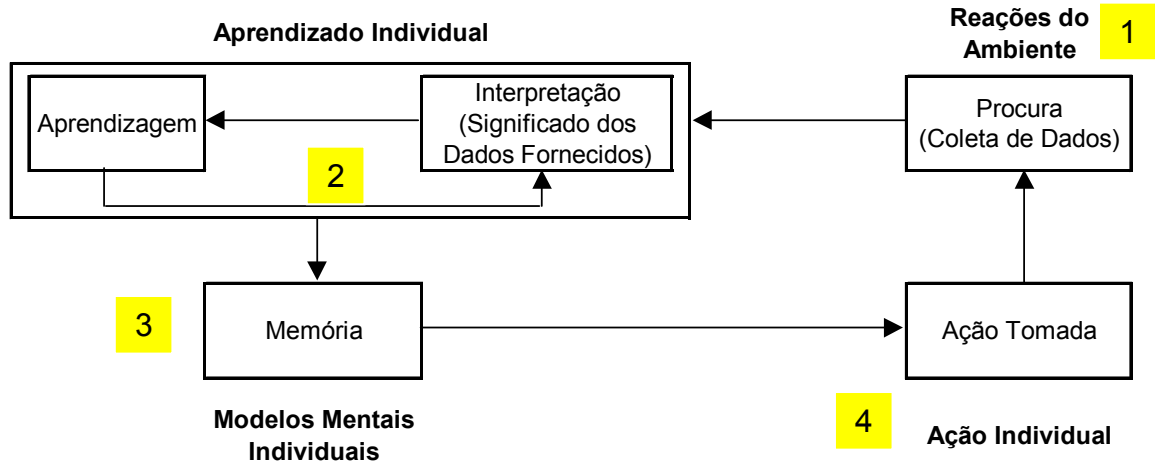 Reações do
Ambiente
1
Aprendizado Individual
Aprendizagem
Interpretação
(Significado dos
Dados Fornecidos)
Procura
(Coleta de Dados)
2
3
Memória
Ação Tomada
Modelos Mentais
Individuais
4
Ação Individual